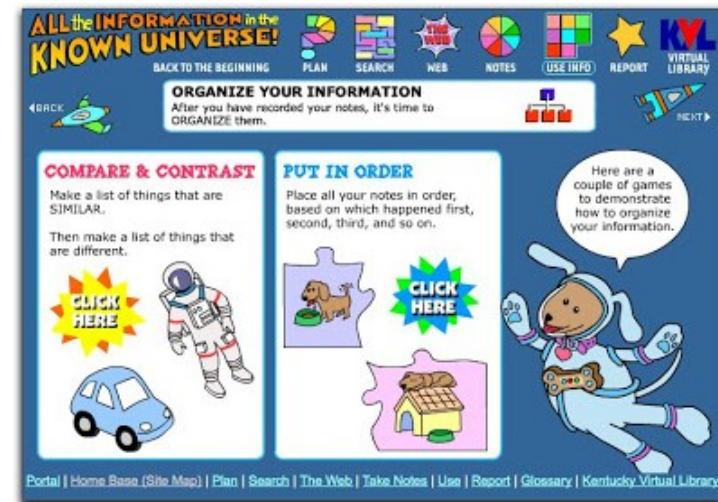 ALL the INFORMATION in the
KNOWN UNIVERSE!
BACK TO THE BEGINNING
PLAN
SEARCH
THE WEB
WEB
NOTES
USE INFO
REPORT
KYVL
VIRTUAL
LIBRARY
BACK
ORGANIZE YOUR INFORMATION
After you have recorded your notes, it's time to
ORGANIZE them.
NEXT
COMPARE & CONTRAST
Make a list of things that are
SIMILAR.
Then make a list of things that
are different.
CLICK
HERE
PUT IN ORDER
Place all your notes in order,
based on which happened first,
second, third, and so on.
CLICK
HERE
Here are a
couple of games
to demonstrate
how to organize
your information.
Portal | Home Base (Site Map) | Plan | Search | The Web | Take Notes | Use | Report | Glossary | Kentucky Virtual Library